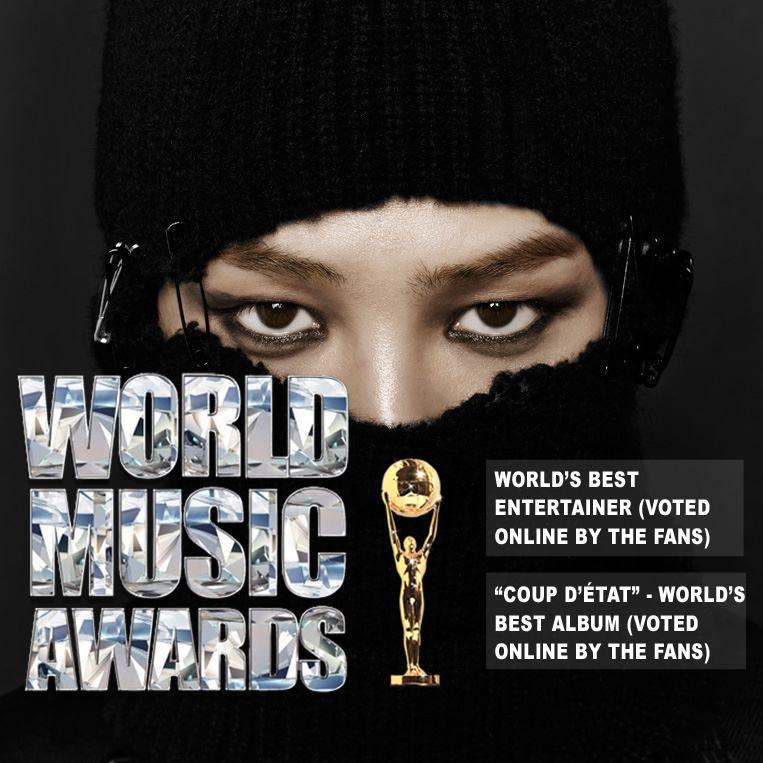 WORLD
MUSIC
AWARDS
WORLD’S BEST
ENTERTAINER (VOTED
ONLINE BY THE FANS)
“COUP D’ÉTAT” - WORLD’S
BEST ALBUM (VOTED
ONLINE BY THE FANS)